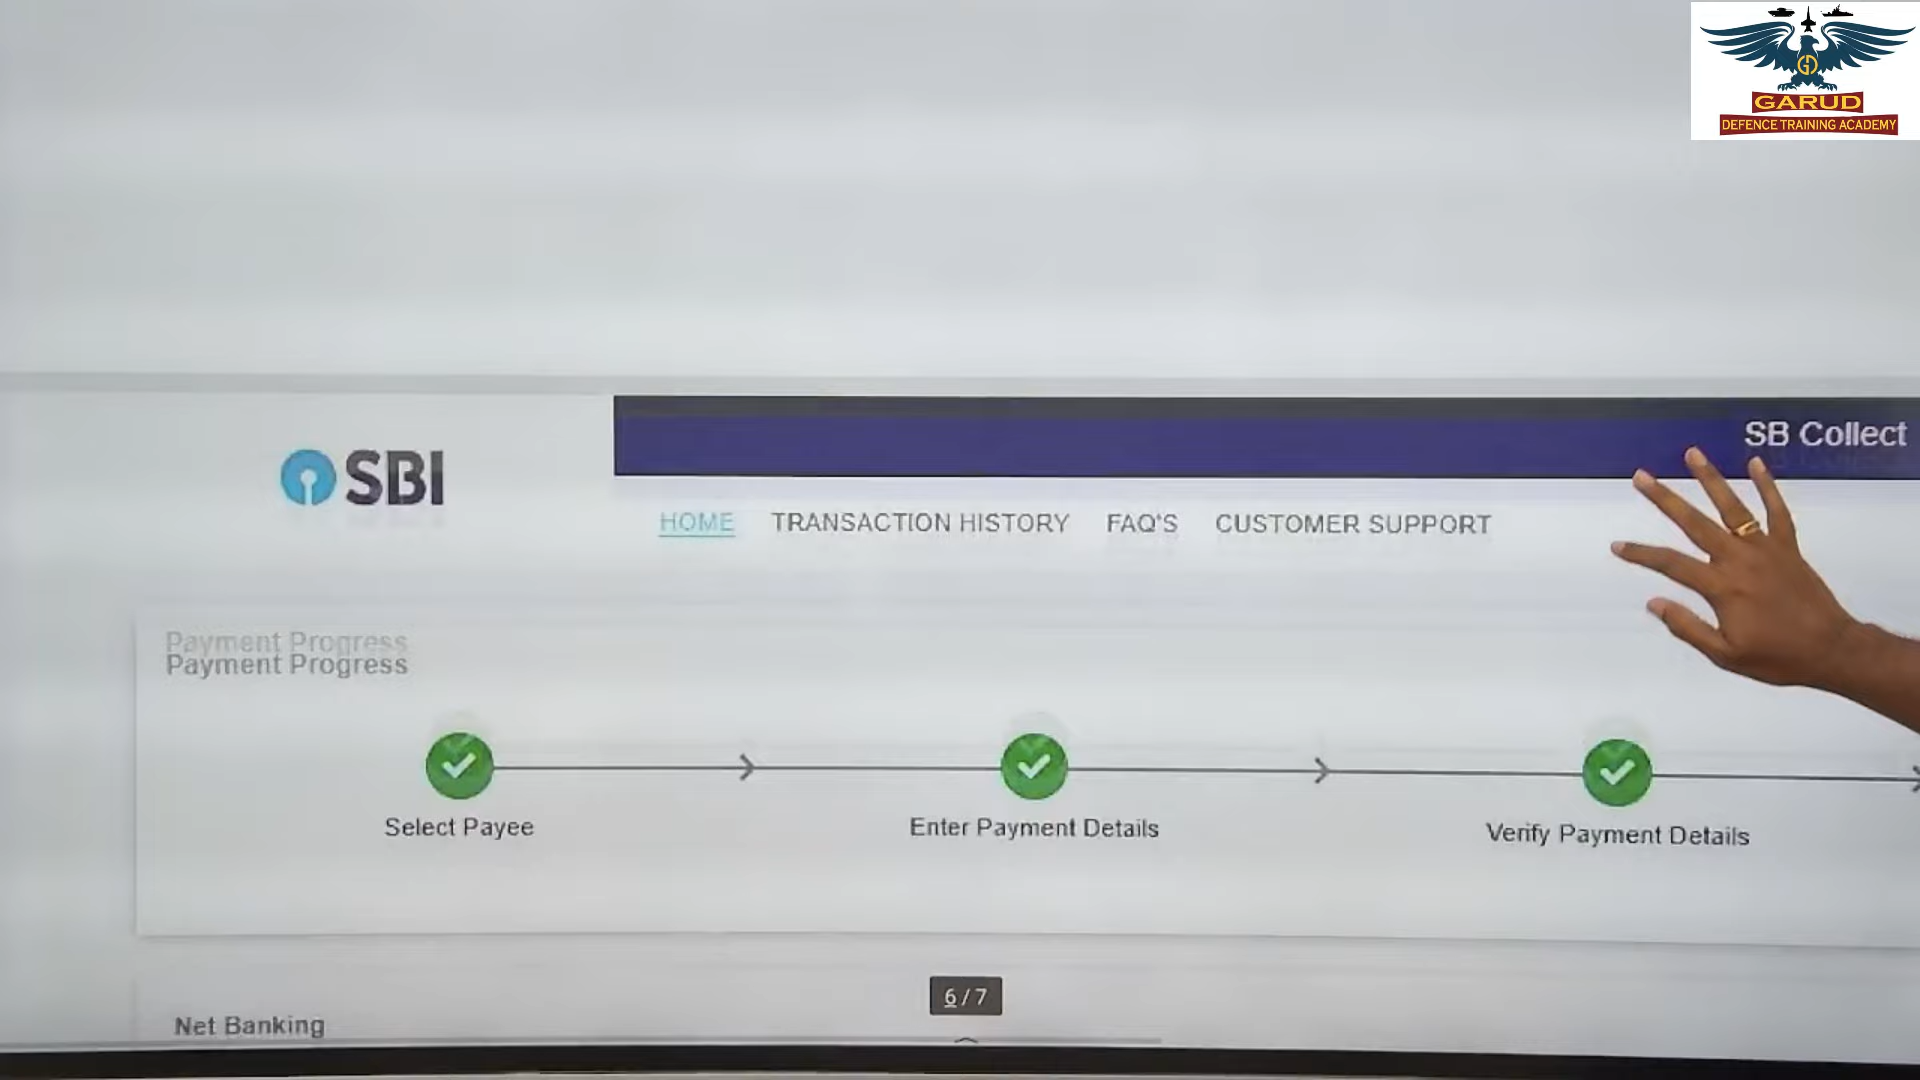 GARUD
DEFENCE TRAINING ACADEMY
SB Collect
SBI
HOME TRANSACTION HISTORY FAQ'S CUSTOMER SUPPORT
Payment Progress
Payment Progress
Select Payee Enter Payment Details Verify Payment Details
6 / 7
Net Banking